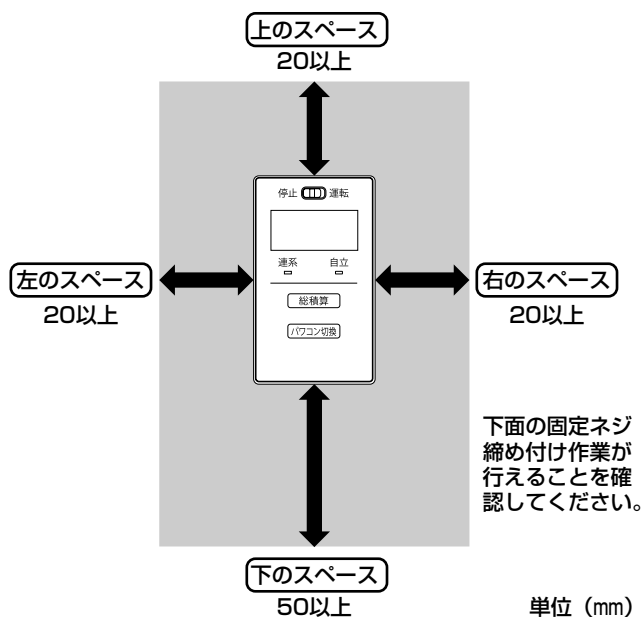 上のスペース
20以上
停止 運転
連系 自立
左のスペース
20以上
右のスペース
20以上
総積算
パワコン切換
下面の固定ネジ
締め付け作業が
行えることを確
認してください。
下のスペース
50以上
単位（mm）